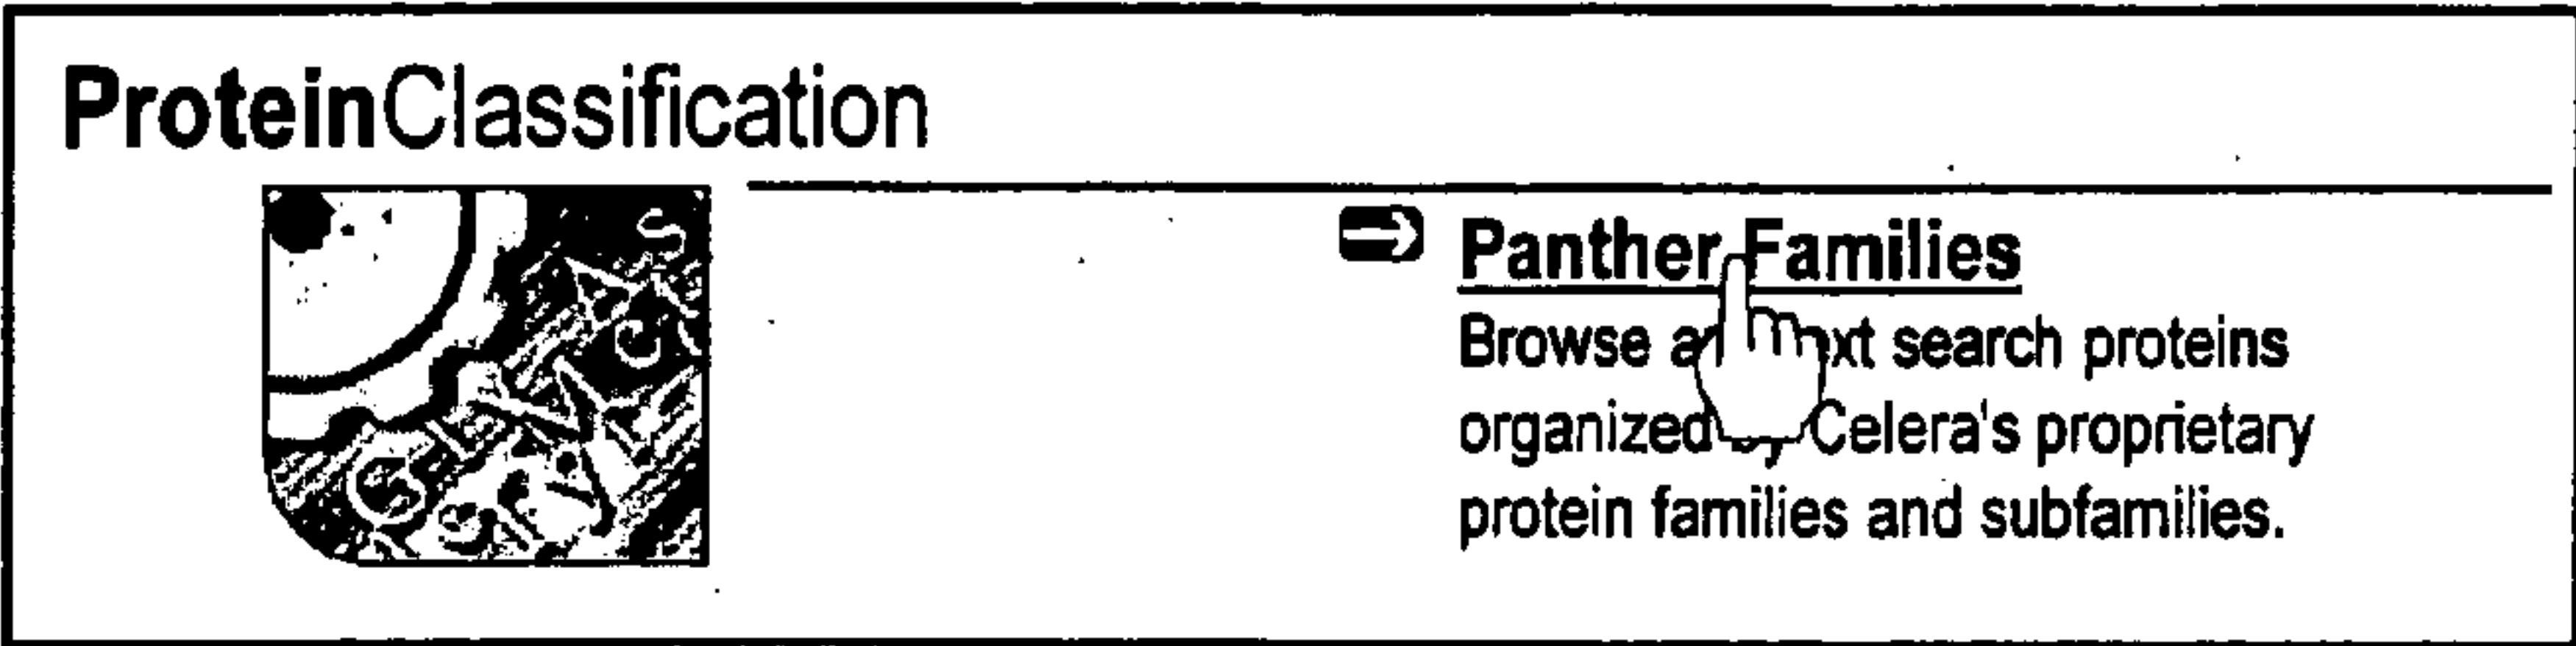 ProteinClassification
Panther Families
Browse search proteins
organized Celera's proprietary
protein families and subfamilies.